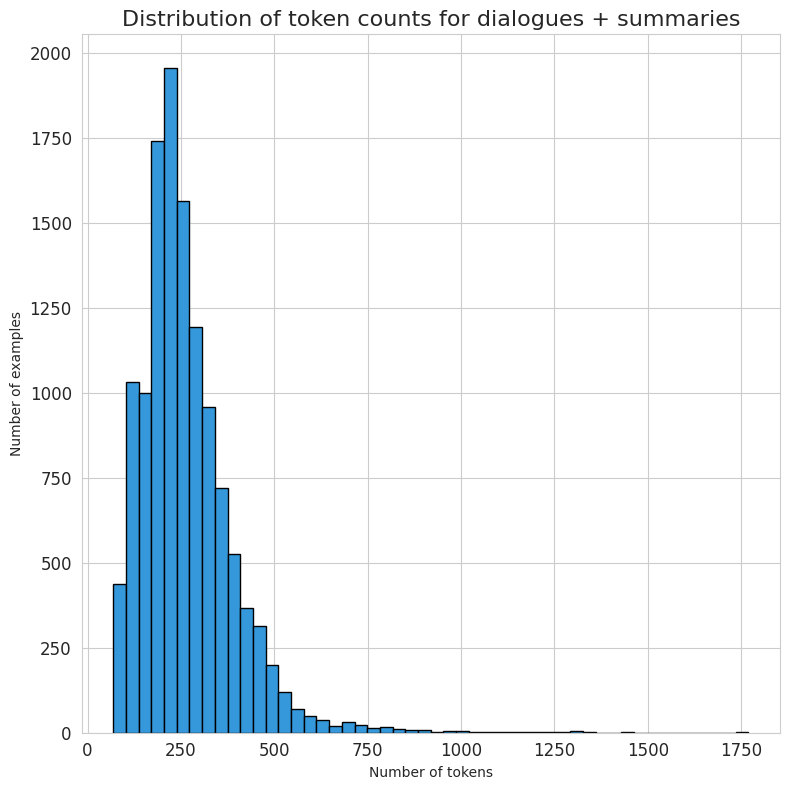 Distribution of token counts for dialogues + summaries
2000
1750
1500
1250
1000
750
500
250
0
Number of examples
0 250 500 750 1000 1250 1500 1750
Number of tokens